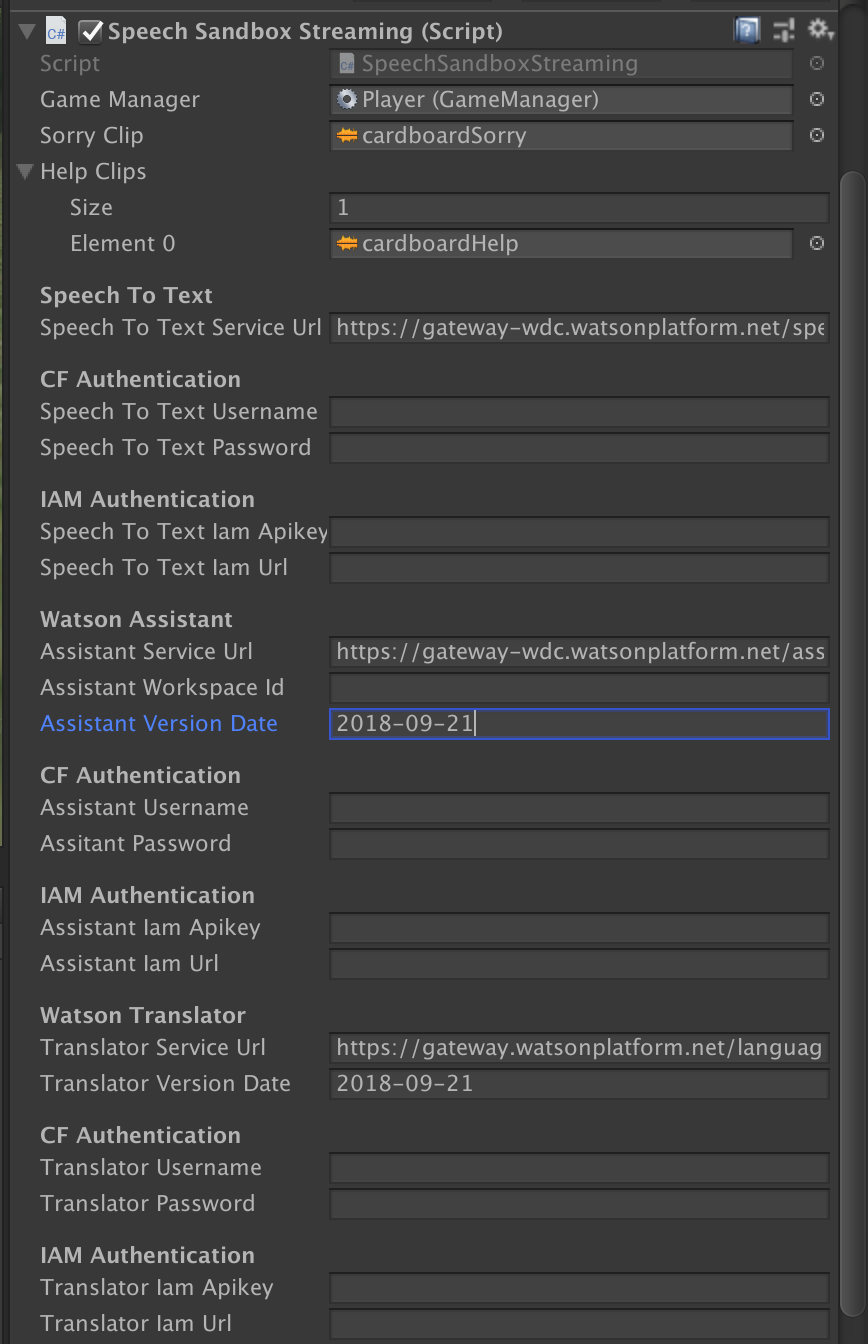 Speech Sandbox Streaming (Script)
Script SpeechSandboxStreaming
Game Manager Player (GameManager)
Sorry Clip cardboardSorry
Help Clips
Size 1
Element 0 cardboardHelp
Speech To Text
Speech To Text Service Url https://gateway-wdc.watsonplatform.net/spe
CF Authentication
Speech To Text Username
Speech To Text Password
IAM Authentication
Speech To Text Iam Apikey
Speech To Text Iam Url
Watson Assistant
Assistant Service Url https://gateway-wdc.watsonplatform.net/ass
Assistant Workspace Id
Assistant Version Date 2018-09-21
CF Authentication
Assistant Username
Assitant Password
IAM Authentication
Assistant Iam Apikey
Assistant Iam Url
Watson Translator
Translator Service Url https://gateway.watsonplatform.net/languag
Translator Version Date 2018-09-21
CF Authentication
Translator Username
Translator Password
IAM Authentication
Translator Iam Apikey
Translator Iam Url